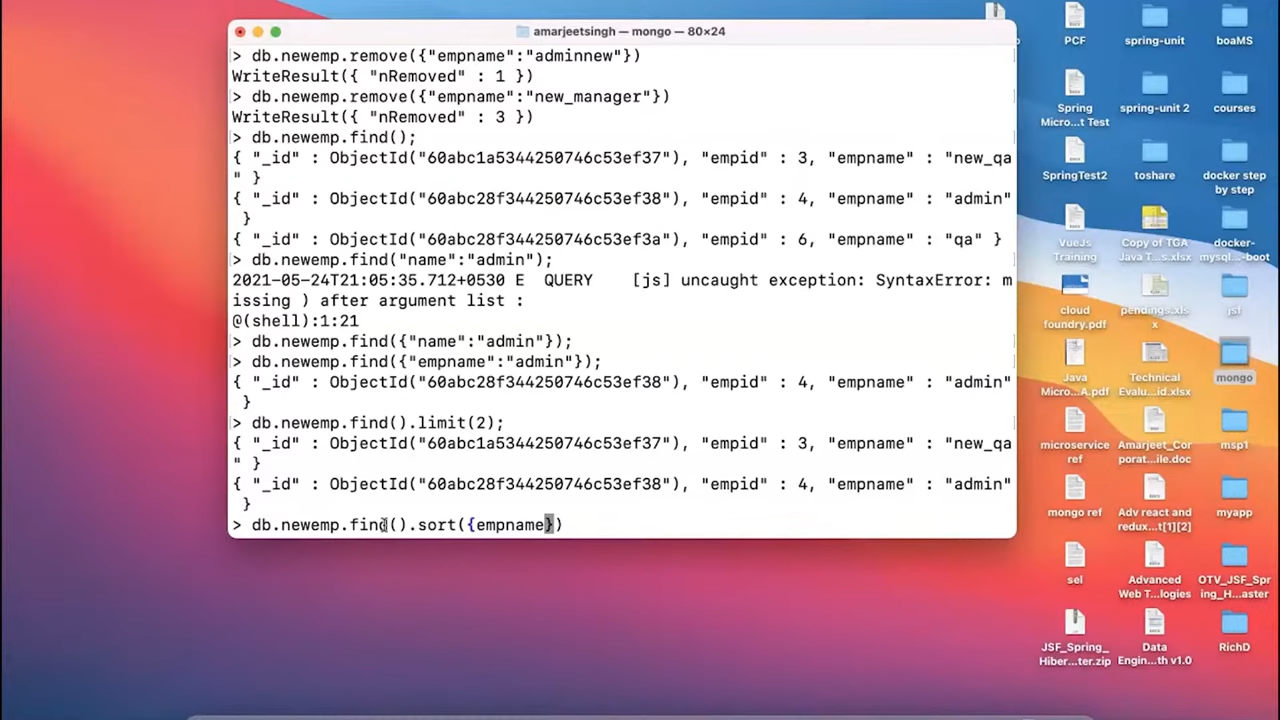 amarjeetsingh — mongo — 80×24
> db.newemp.remove({"empname":"adminnew"})
WriteResult({ "nRemoved" : 1 })
> db.newemp.remove({"empname":"new_manager"})
WriteResult({ "nRemoved" : 3 })
> db.newemp.find();
{ "_id" : ObjectId("60abc1a5344250746c53ef37"), "empid" : 3, "empname" : "new_qa
" }
{ "_id" : ObjectId("60abc28f344250746c53ef38"), "empid" : 4, "empname" : "admin"
}
{ "_id" : ObjectId("60abc28f344250746c53ef3a"), "empid" : 6, "empname" : "qa" }
> db.newemp.find("name":"admin");
2021-05-24T21:05:35.712+0530 E  QUERY    [js] uncaught exception: SyntaxError: m
issing ) after argument list :
@(shell):1:21
> db.newemp.find({"name":"admin"});
> db.newemp.find({"empname":"admin"});
{ "_id" : ObjectId("60abc28f344250746c53ef38"), "empid" : 4, "empname" : "admin"
}
> db.newemp.find().limit(2);
{ "_id" : ObjectId("60abc1a5344250746c53ef37"), "empid" : 3, "empname" : "new_qa
" }
{ "_id" : ObjectId("60abc28f344250746c53ef38"), "empid" : 4, "empname" : "admin"
}
> db.newemp.find().sort({empname})
PCF
spring-unit
boaMS
Spring
Micro...t Test
spring-unit 2
courses
SpringTest2
toshare
docker step
by step
VueJs
Training
Copy of TGA
Java T...s.xlsx
docker-
mysql...-boot
cloud
foundry.pdf
pendings.xls
x
jsf
Java
Micro...A.pdf
Technical
Evalu...id.xlsx
mongo
microservice
ref
Amarjeet_Cor
porat...ile.doc
msp1
mongo ref
Adv react and
redux...t[1][2]
myapp
sel
Advanced
Web T...logies
OTV_JSF_Spr
ing_H...aster
JSF_Spring_
Hiber...ter.zip
Data
Engin...th v1.0
RichD